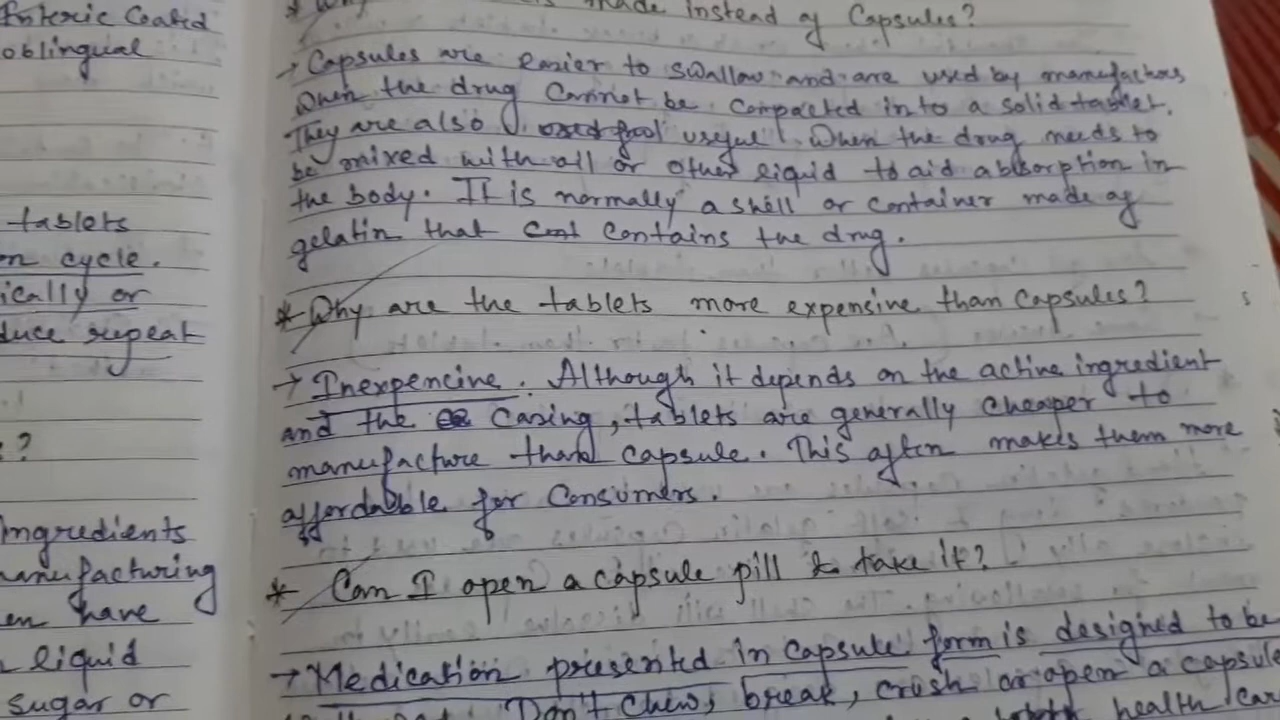 Enteric Coated
oblingual
tablets
on cycle.
ically or
duce repeat
?
Ingredients
manufacturing
en have
liquid
sugar or
made instead of Capsules?
→ Capsules are easier to swallow and are used by
When the drug Cannot be compacted into a solid tablet.
They are also useful when the drug needs to
be mixed with oil or other liquid to aid absorption in
the body. It is normally a shell or container made of
gelatin that contains the drug.
* Why are the tablets more expensive than Capsules?
→ Inexpencive. Although it depends on the active ingredient
and the casing, tablets are generally cheaper to
manufacture than capsule. This often makes them more
affordable for Consumers.
* Can I open a capsule pill & take it?
→ Medication presented in capsule form is designed to be
Don't chew, break, crush or open a capsule
health car